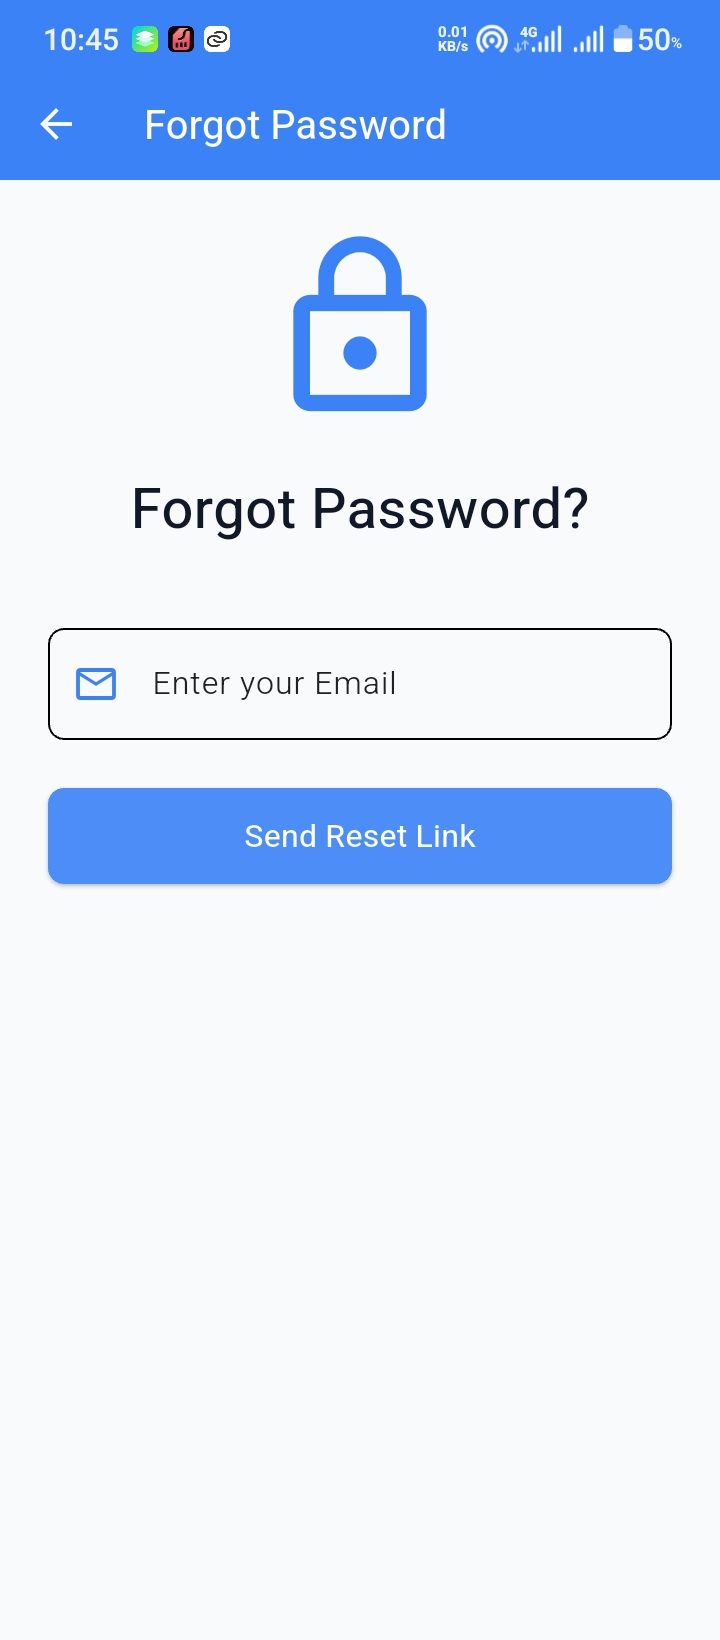 10:45 0.01 KB/s 4G 50%
Forgot Password
Forgot Password?
Enter your Email
Send Reset Link